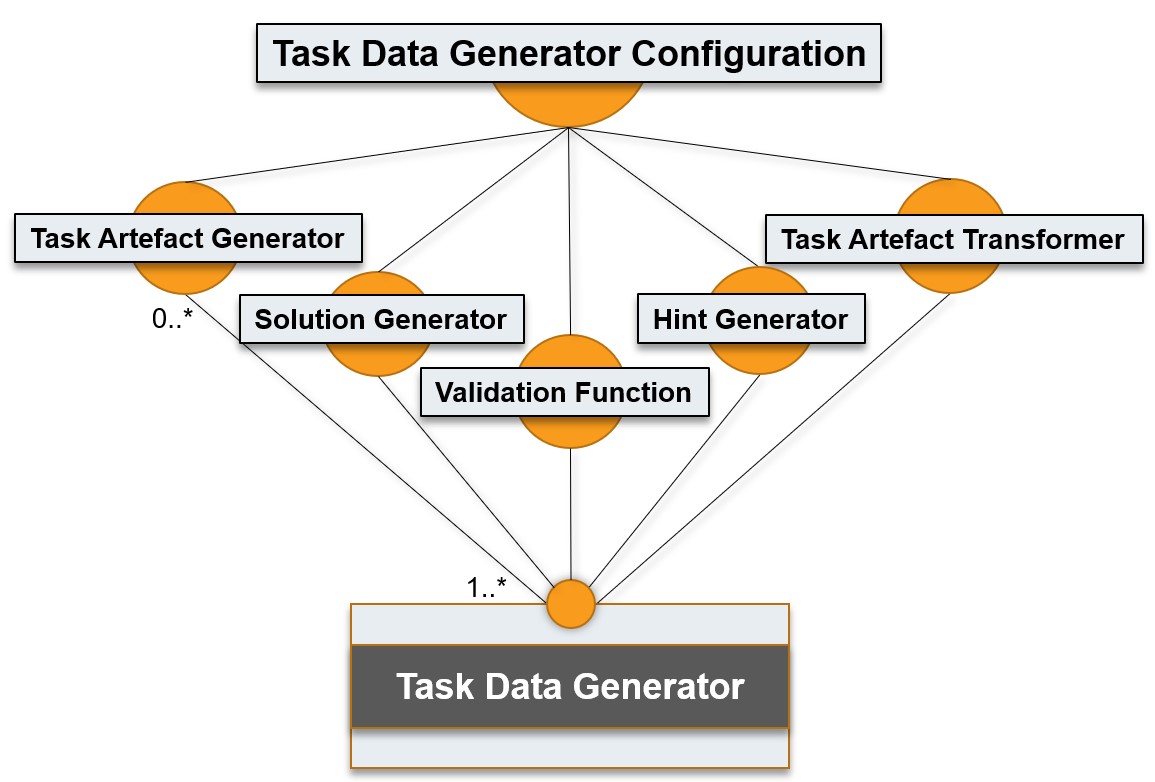 Task Data Generator Configuration
Task Artefact Generator
Task Artefact Transformer
0..*
Solution Generator
Hint Generator
Validation Function
1..*
Task Data Generator